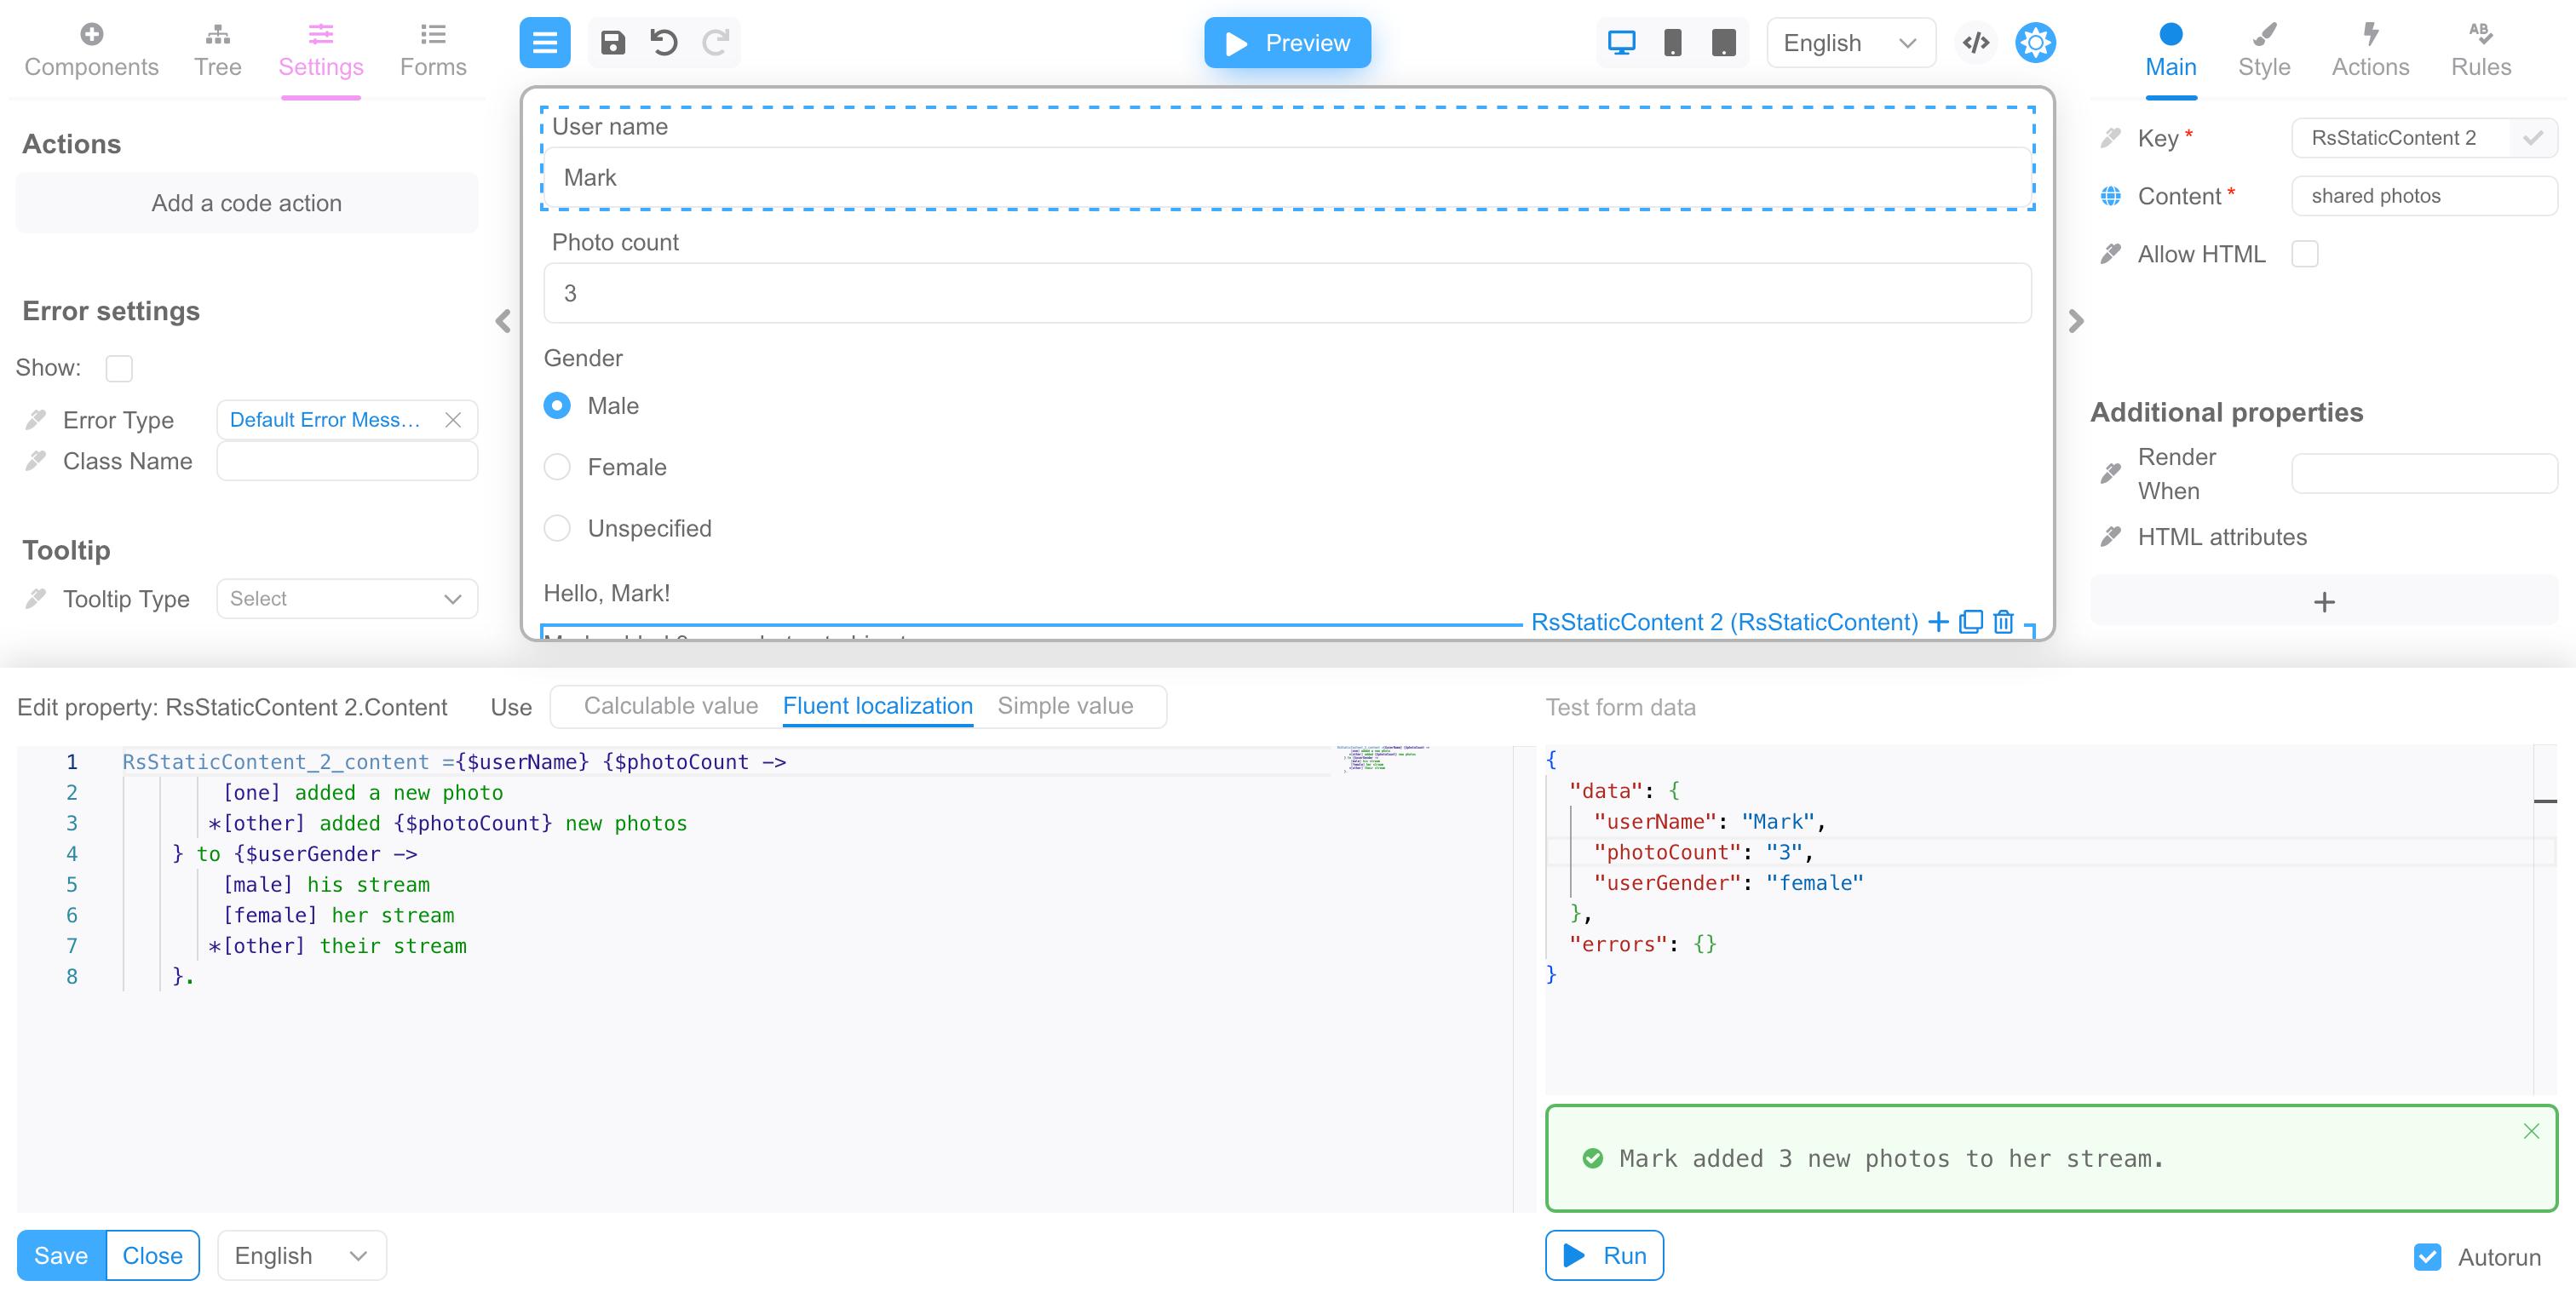 Components
Tree
Settings
Forms
Preview
English
Main
Style
Actions
Rules
Actions
Add a code action
Error settings
Show:
Error Type
Default Error Mess...
Class Name
Tooltip
Tooltip Type
Select
User name
Mark
Photo count
3
Gender
Male
Female
Unspecified
Hello, Mark!
RsStaticContent 2 (RsStaticContent)
Key *
RsStaticContent 2
Content *
shared photos
Allow HTML
Additional properties
Render When
HTML attributes
Edit property: RsStaticContent 2.Content
Use
Calculable value
Fluent localization
Simple value
1 RsStaticContent_2_content ={$userName} {$photoCount ->
2 [one] added a new photo
3 *[other] added {$photoCount} new photos
4 } to {$userGender ->
5 [male] his stream
6 [female] her stream
7 *[other] their stream
8 }.
Test form data
{
"data": {
"userName": "Mark",
"photoCount": "3",
"userGender": "female"
},
"errors": {}
}
Mark added 3 new photos to her stream.
Save
Close
English
Run
Autorun